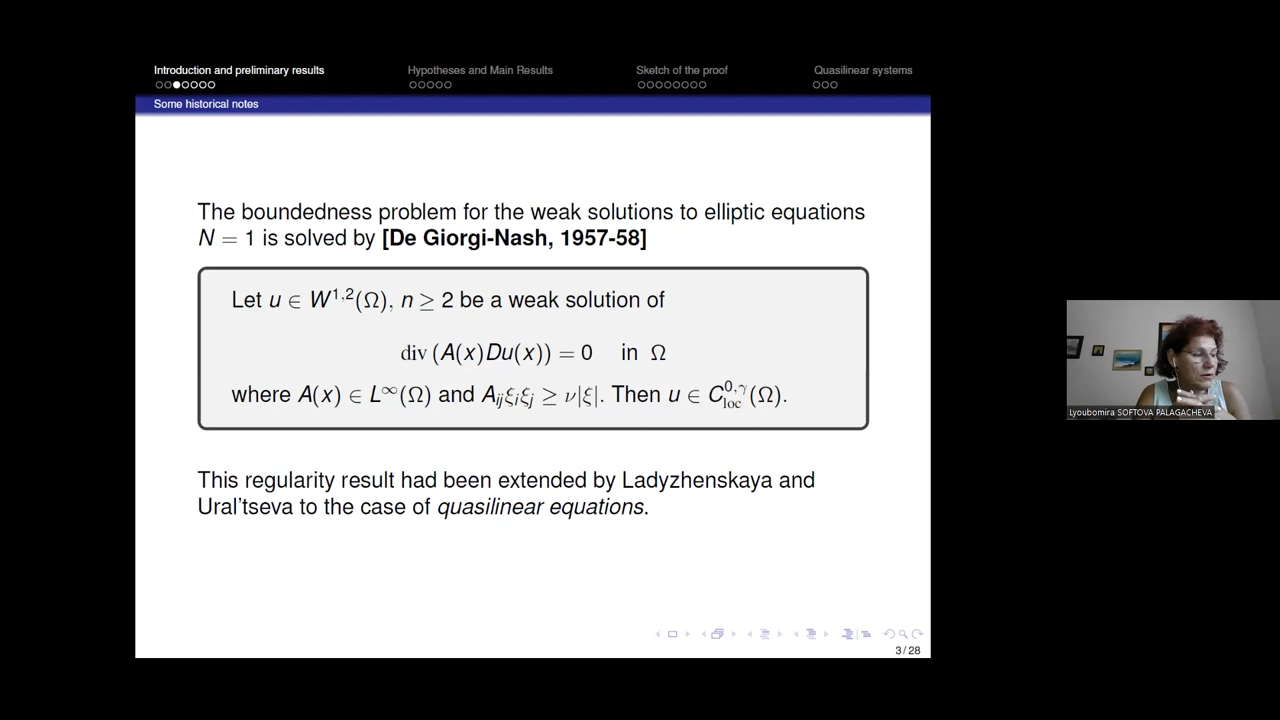 Introduction and preliminary results
Hypotheses and Main Results
Sketch of the proof
Quasilinear systems
Some historical notes
The boundedness problem for the weak solutions to elliptic equations
N = 1 is solved by [De Giorgi-Nash, 1957-58]
Let u ∈ W^{1,2}(Ω), n ≥ 2 be a weak solution of
div (A(x)Du(x)) = 0 in Ω
where A(x) ∈ L^∞(Ω) and A_{ij}ξ_iξ_j ≥ ν|ξ|. Then u ∈ C^{0,γ}_{loc}(Ω).
This regularity result had been extended by Ladyzhenskaya and
Ural'tseva to the case of quasilinear equations.
3 / 28
Lyoubomira SOFTOVA PALAGACHEVA